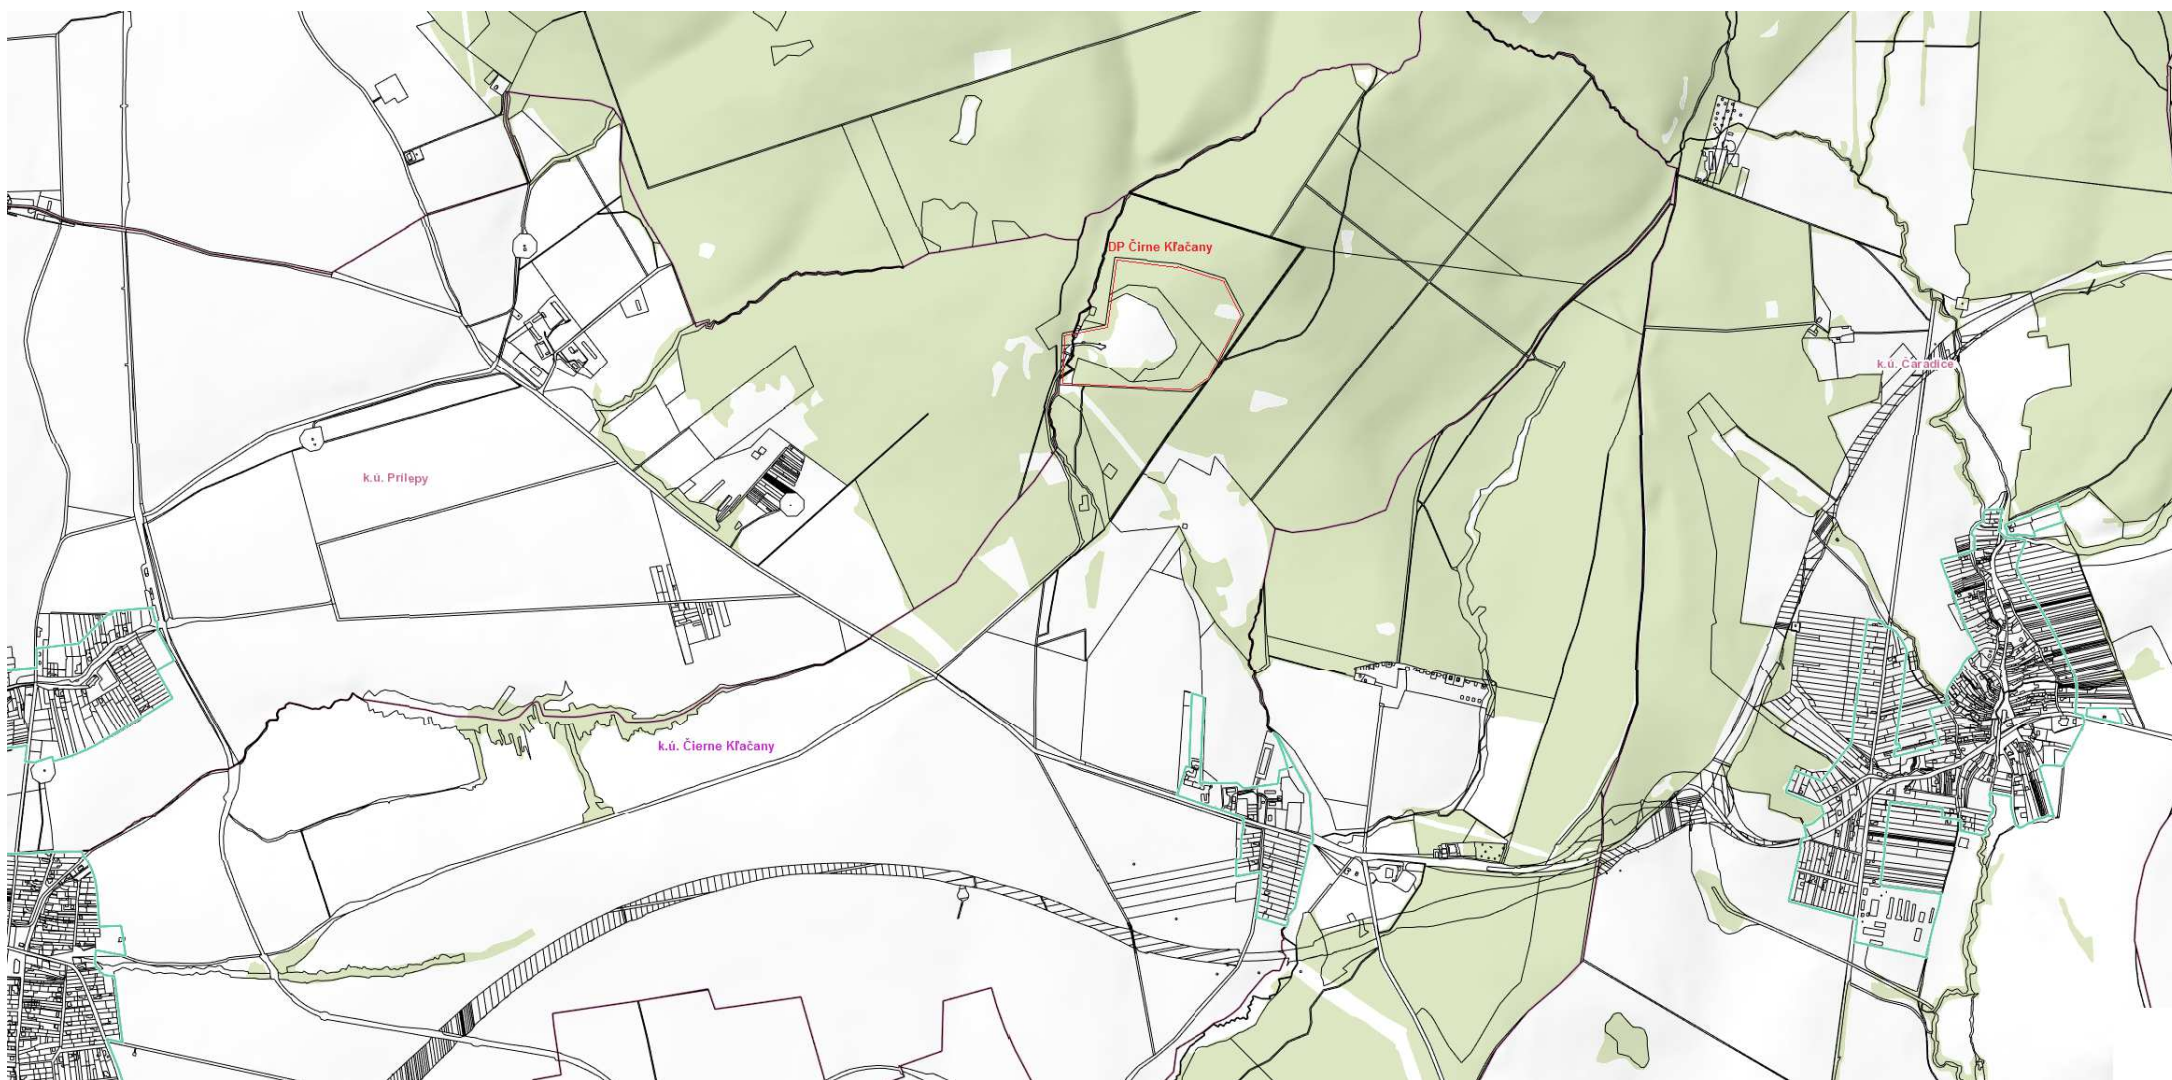 DP Čirne Kľačany
k.ú. Čaradice
k.ú. Prílepy
k.ú. Čierne Kľačany